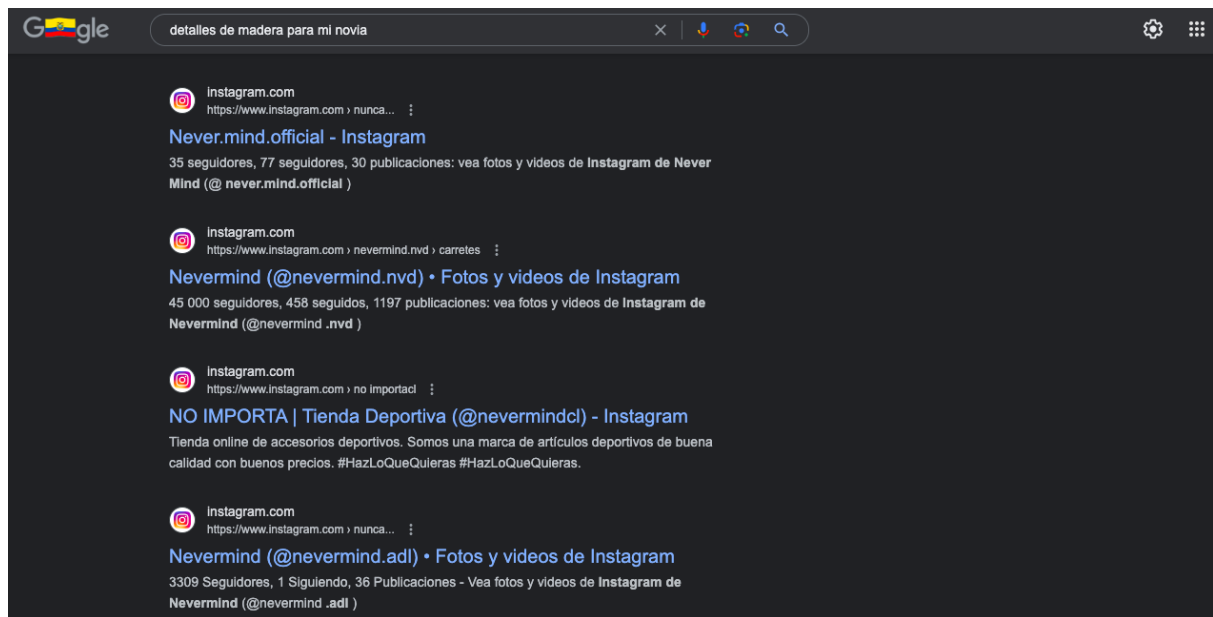 Google
detalles de madera para mi novia
instagram.com
https://www.instagram.com › nunca...
Never.mind.official - Instagram
35 seguidores, 77 seguidores, 30 publicaciones: vea fotos y videos de Instagram de Never
Mind (@ never.mind.official )
instagram.com
https://www.instagram.com › nevermind.nvd › carretes
Nevermind (@nevermind.nvd) • Fotos y videos de Instagram
45 000 seguidores, 458 seguidos, 1197 publicaciones: vea fotos y videos de Instagram de
Nevermind (@nevermind .nvd )
instagram.com
https://www.instagram.com › no importacl
NO IMPORTA | Tienda Deportiva (@nevermindcl) - Instagram
Tienda online de accesorios deportivos. Somos una marca de artículos deportivos de buena
calidad con buenos precios. #HazLoQueQuieras #HazLoQueQuieras.
instagram.com
https://www.instagram.com › nunca...
Nevermind (@nevermind.adl) • Fotos y videos de Instagram
3309 Seguidores, 1 Siguiendo, 36 Publicaciones - Vea fotos y videos de Instagram de
Nevermind (@nevermind .adl )